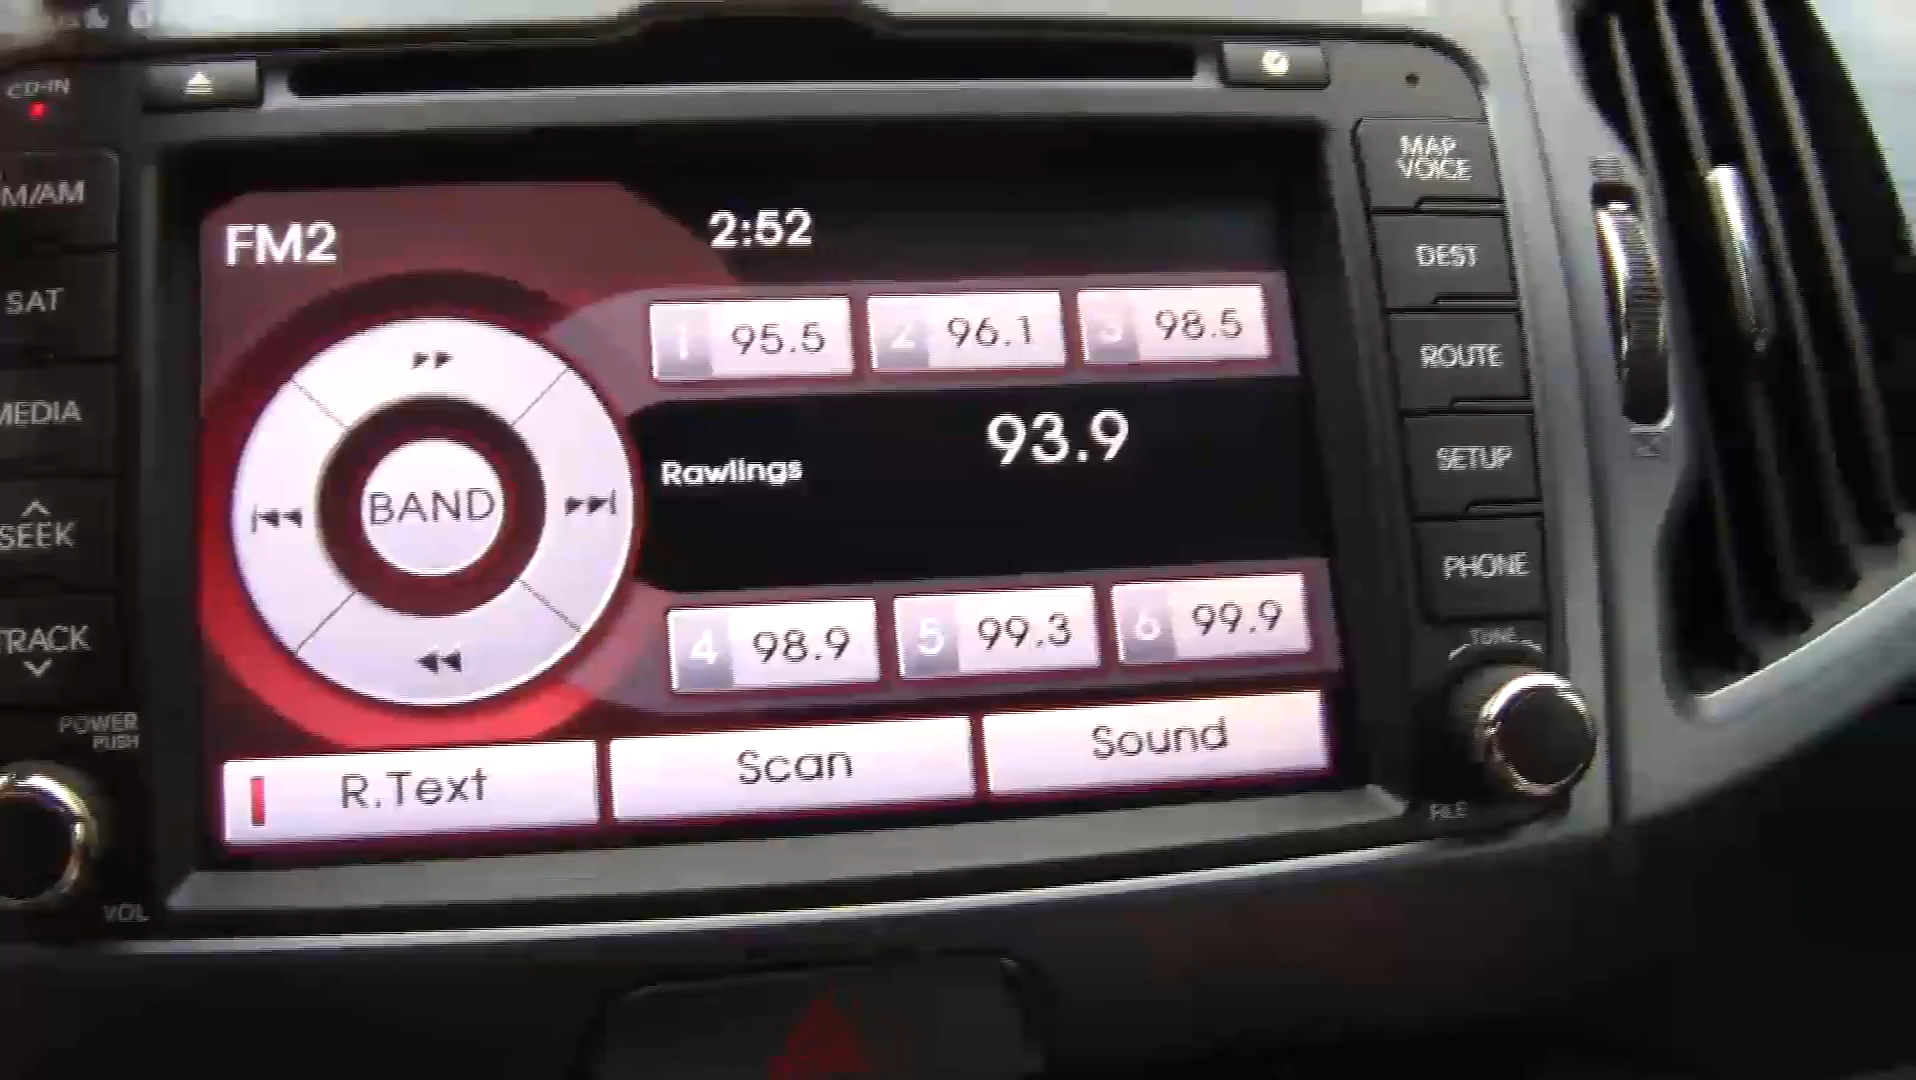 CD-IN
M/AM
SAT
MEDIA
SEEK
TRACK
POWER
PUSH
VOL
FM2
2:52
1 95.5
2 96.1
3 98.5
93.9
Rawlings
BAND
4 98.9
5 99.3
6 99.9
R.Text
Scan
Sound
MAP
VOICE
DEST
ROUTE
SETUP
PHONE
TUNE
FILE